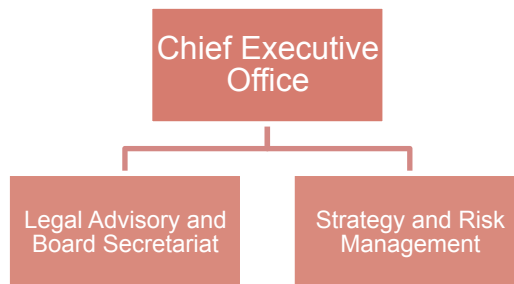 Chief Executive
Office
Legal Advisory and
Board Secretariat
Strategy and Risk
Management